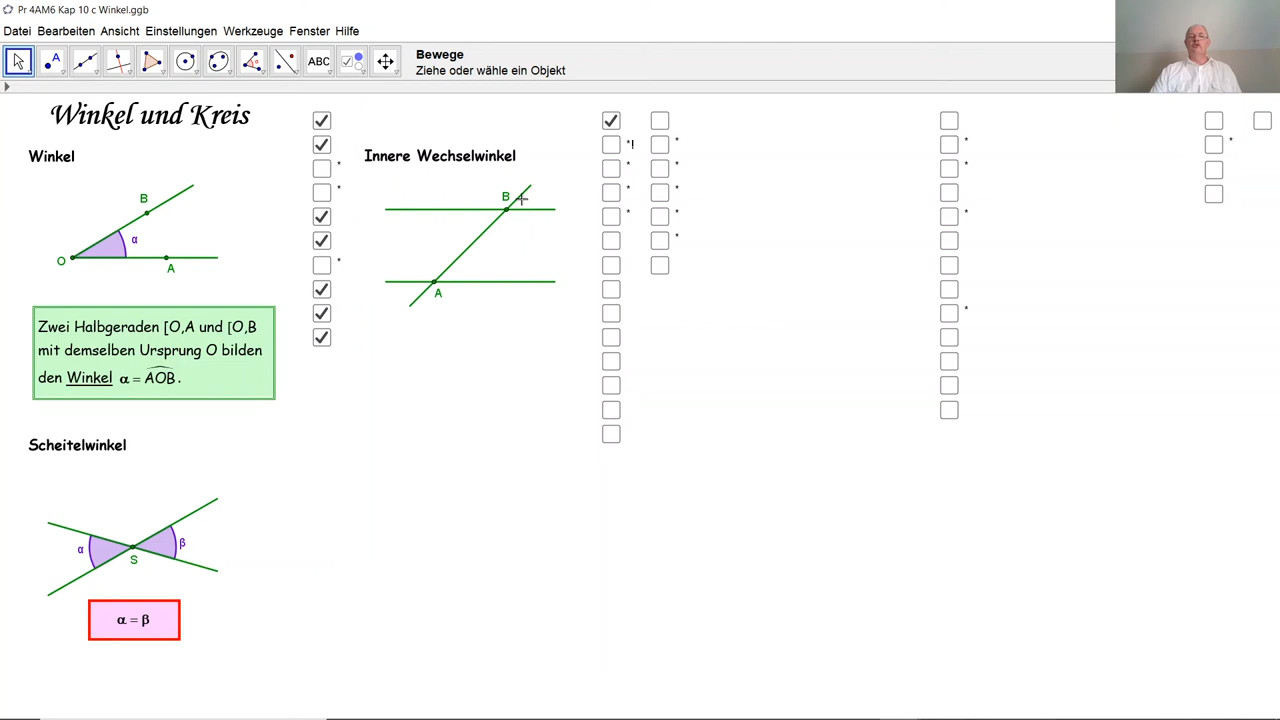 Pr 4AM6 Kap 10 c Winkel.ggb
Datei Bearbeiten Ansicht Einstellungen Werkzeuge Fenster Hilfe
A
ABC
Bewege
Ziehe oder wähle ein Objekt
Winkel und Kreis
Winkel
B
α
O
A
Zwei Halbgeraden [O,A und [O,B
mit demselben Ursprung O bilden
den Winkel α = AOB.
Scheitelwinkel
α
β
S
α = β
Innere Wechselwinkel
B
A
*
*
*
*!
*
*
*
*
*
*
*
*
*
*
*
*
*